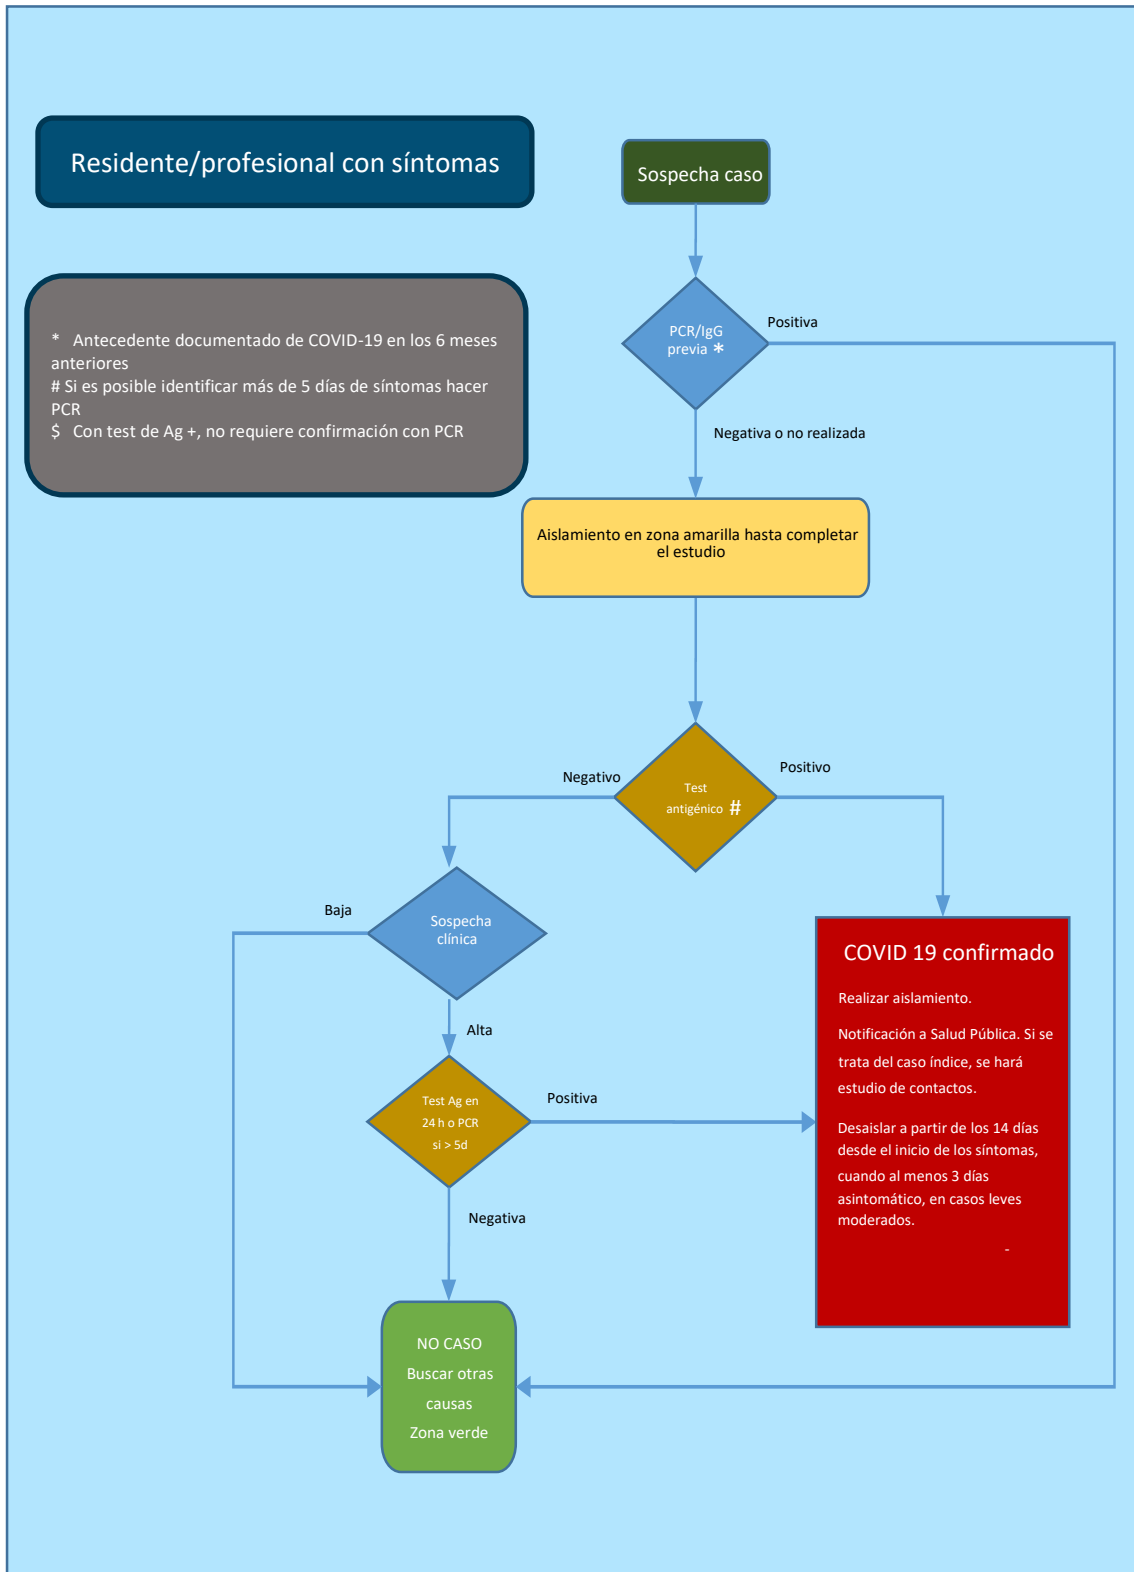 Residente/profesional con síntomas
Sospecha caso
* Antecedente documentado de COVID-19 en los 6 meses
anteriores
# Si es posible identificar más de 5 días de síntomas hacer
PCR
$ Con test de Ag +, no requiere confirmación con PCR
PCR/IgG
previa *
Positiva
Negativa o no realizada
Aislamiento en zona amarilla hasta completar
el estudio
Test
antigénico #
Negativo
Positivo
Sospecha
clínica
Baja
Alta
COVID 19 confirmado
Realizar aislamiento.
Notificación a Salud Pública. Si se
trata del caso índice, se hará
estudio de contactos.
Desaislar a partir de los 14 días
desde el inicio de los síntomas,
cuando al menos 3 días
asintomático, en casos leves
moderados.
-
Test Ag en
24 h o PCR
si > 5d
Positiva
Negativa
NO CASO
Buscar otras
causas
Zona verde